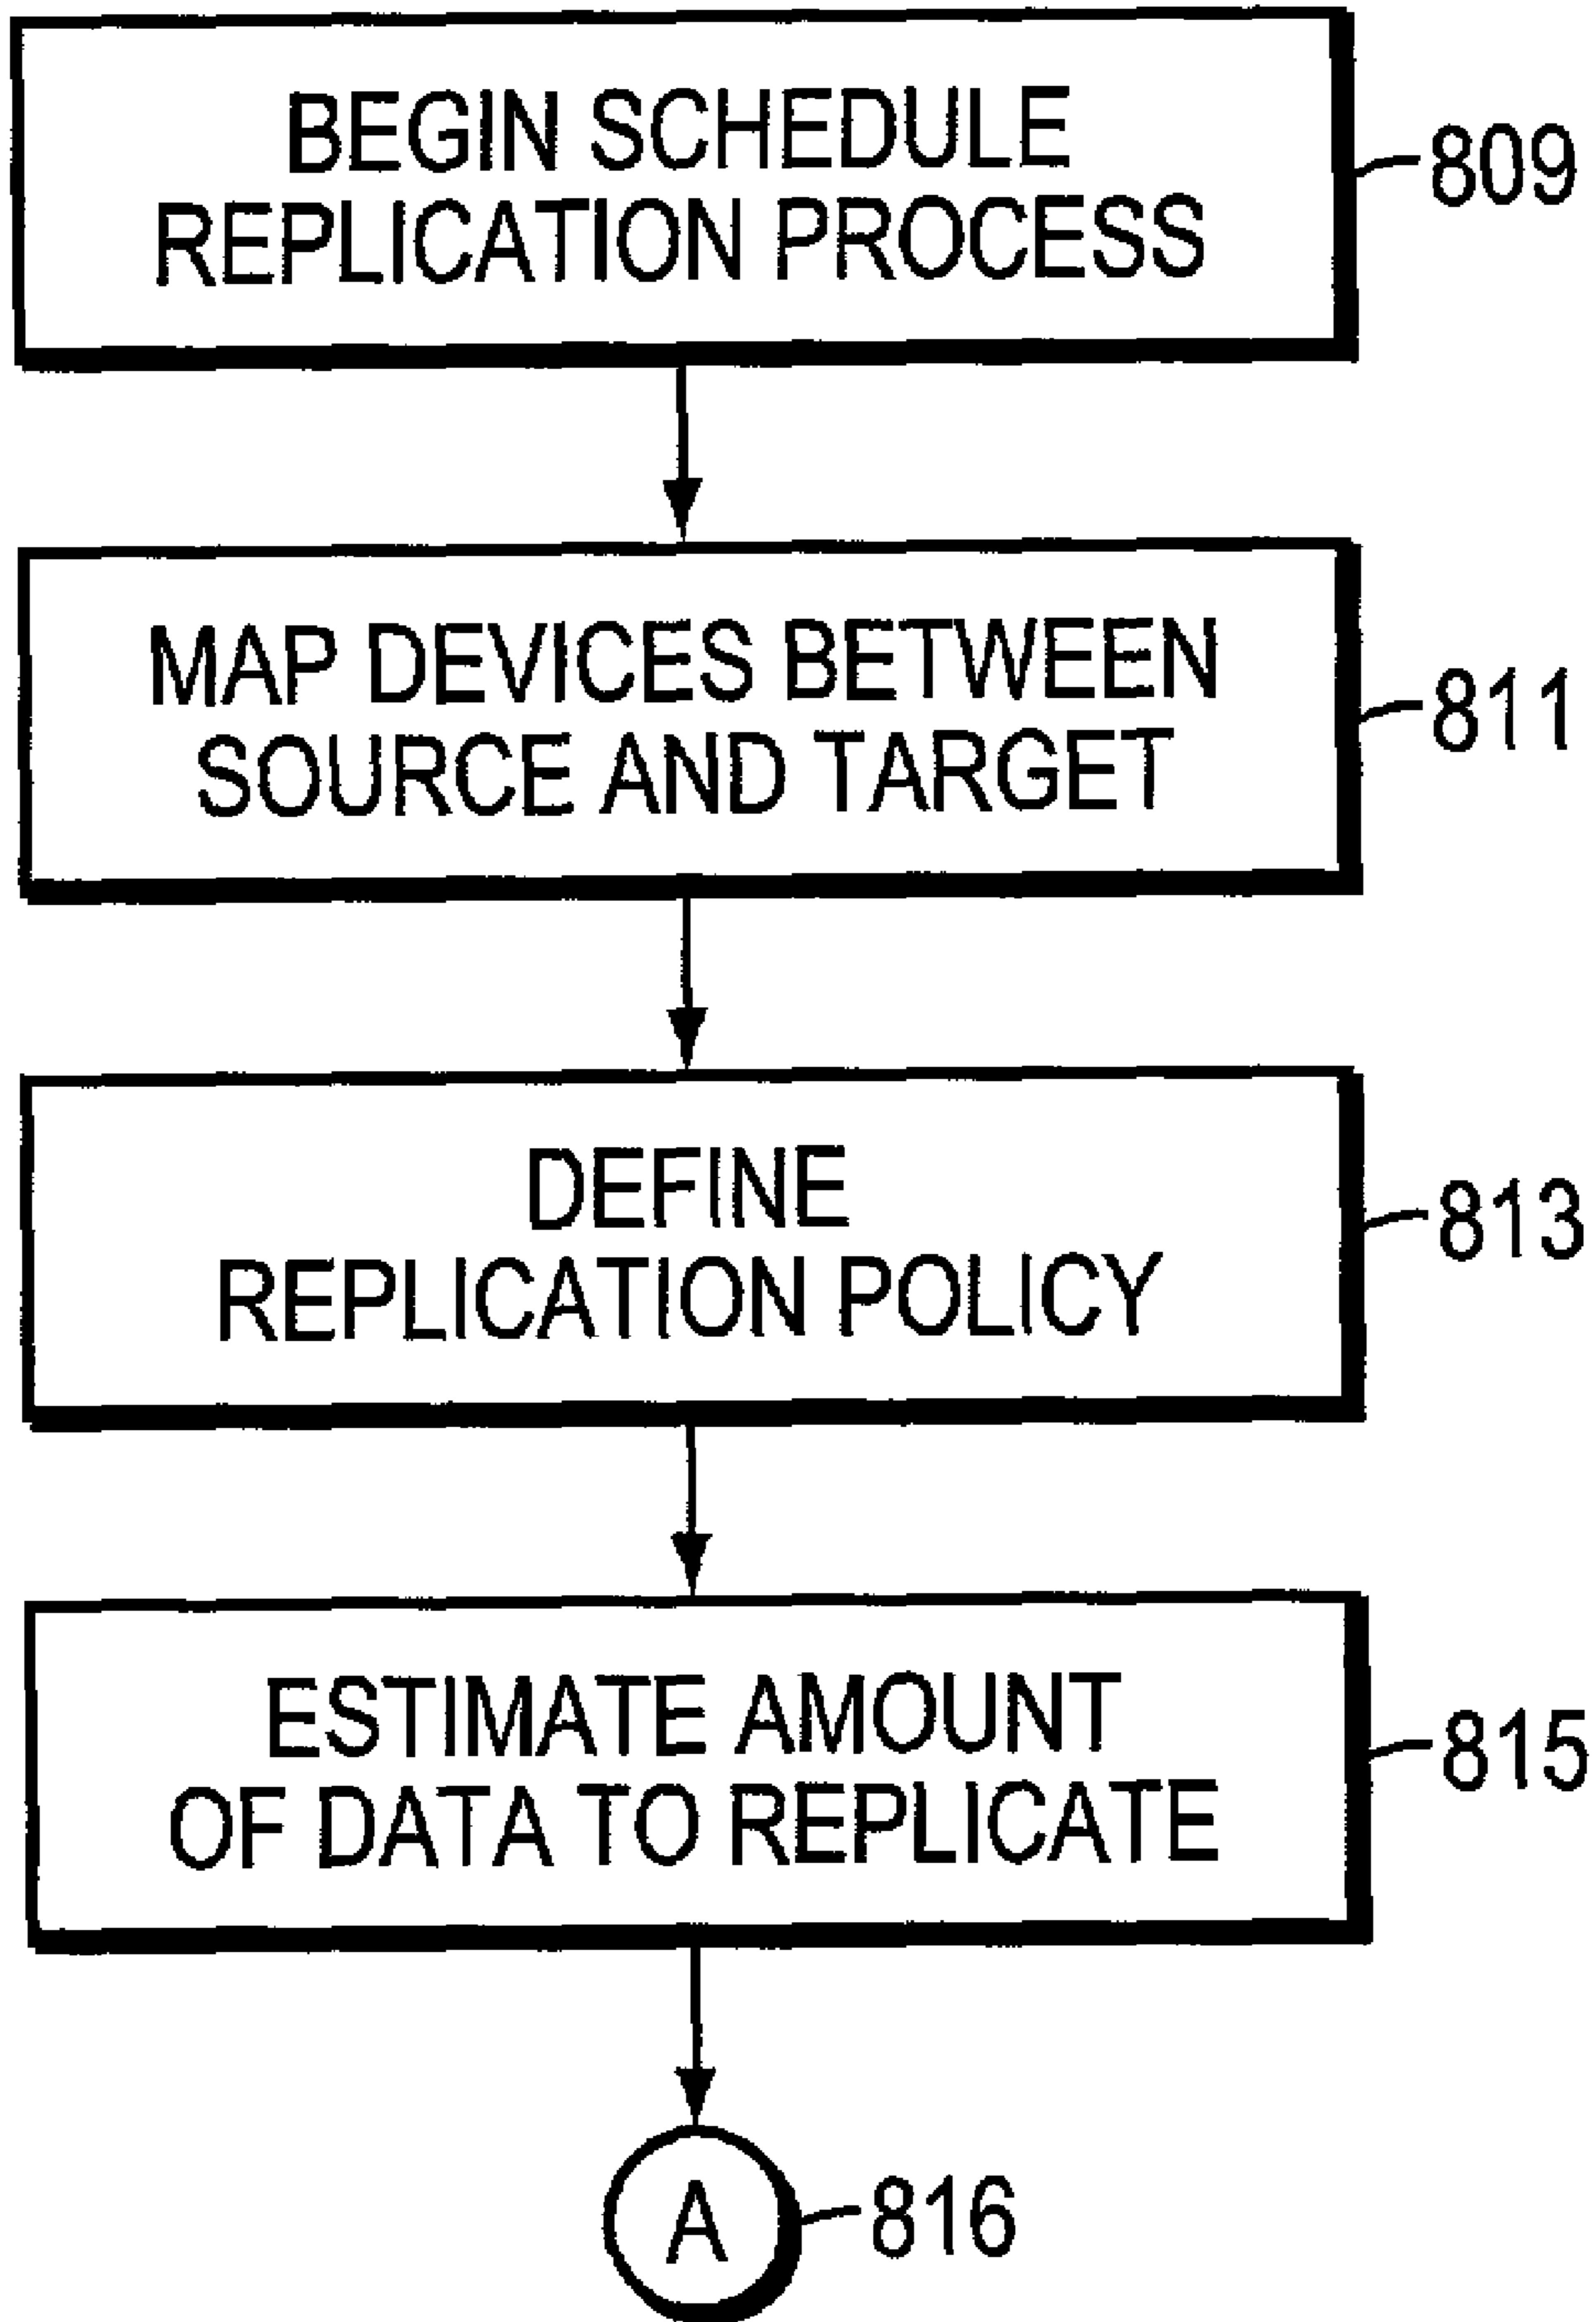 BEGIN SCHEDULE
REPLICATION PROCESS
809
MAP DEVICES BETWEEN
SOURCE AND TARGET
811
DEFINE
REPLICATION POLICY
813
ESTIMATE AMOUNT
OF DATA TO REPLICATE
815
A
816